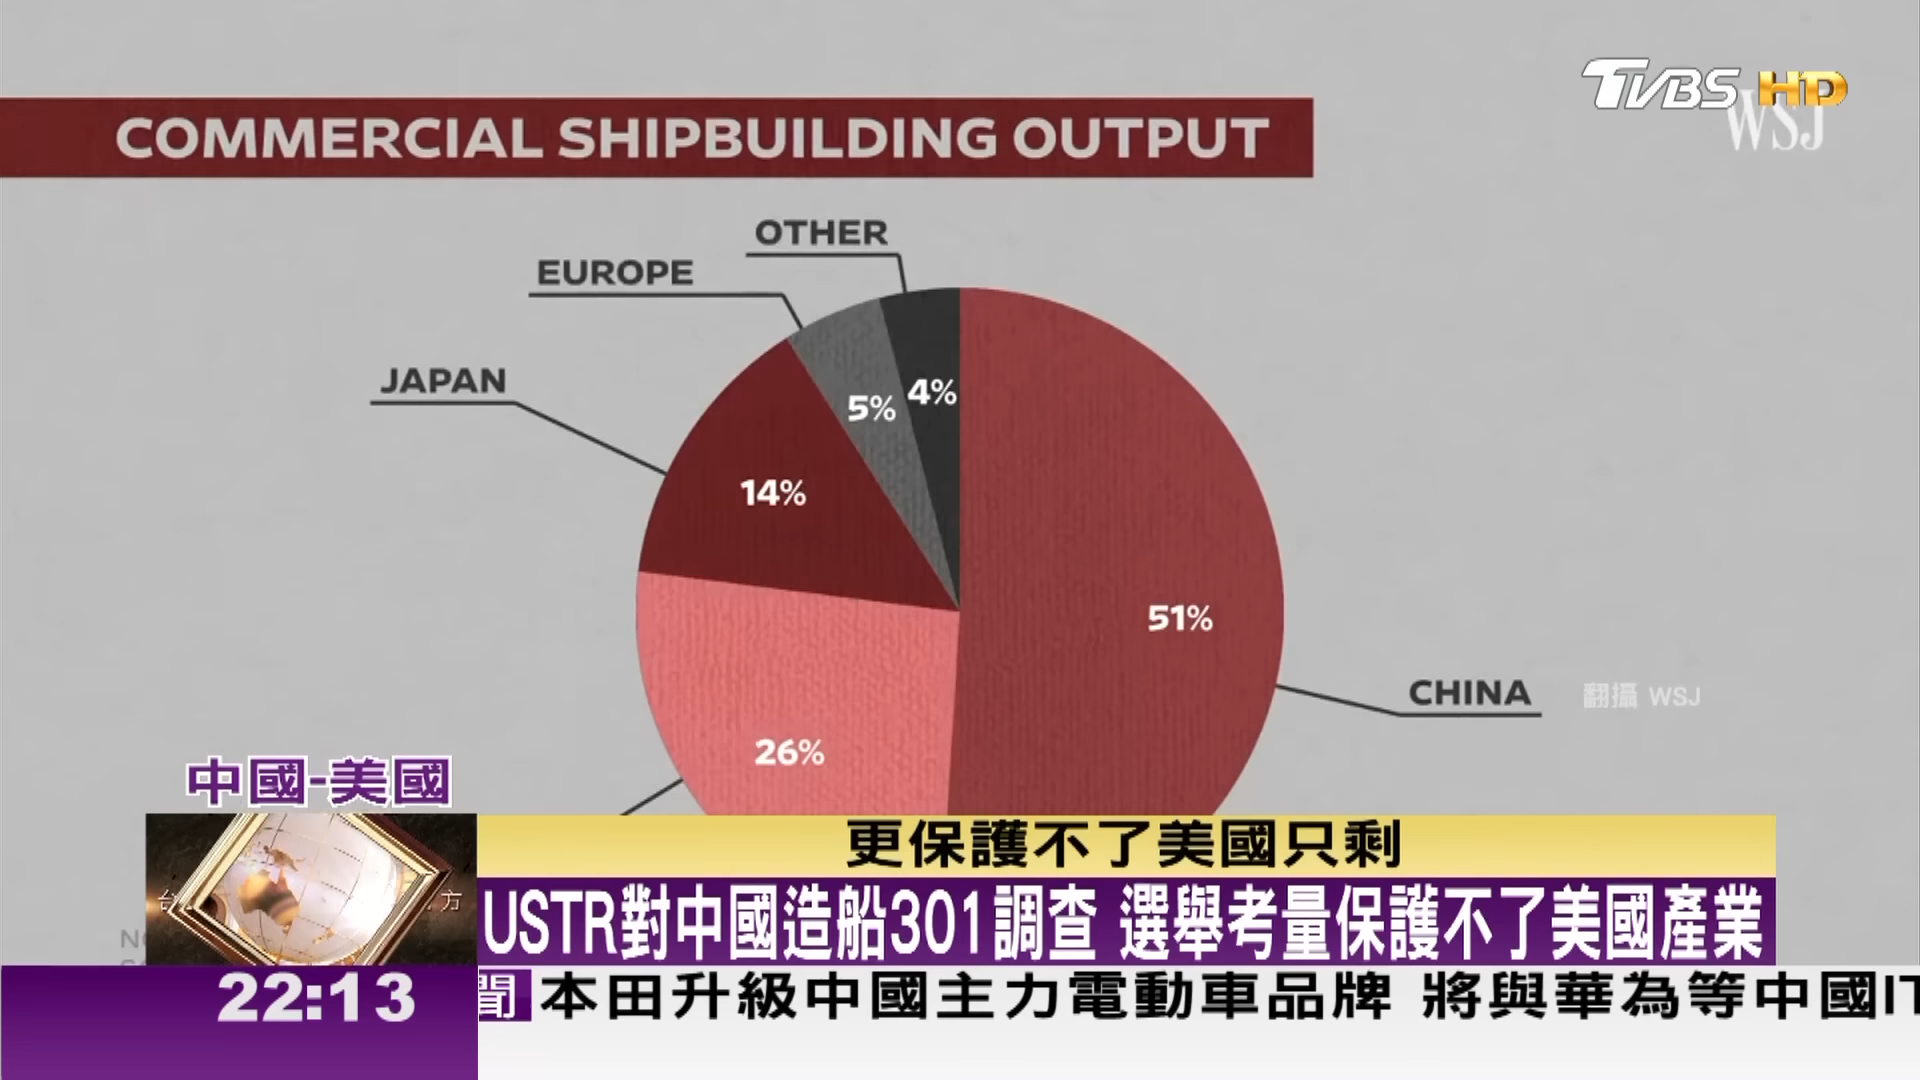 TVBS HD
WSJ
COMMERCIAL SHIPBUILDING OUTPUT
OTHER
EUROPE
JAPAN
4%
5%
14%
51%
CHINA
翻攝 WSJ
26%
中國-美國
更保護不了美國只剩
USTR對中國造船301調查 選舉考量保護不了美國產業
22:13
聞 本田升級中國主力電動車品牌 將與華為等中國IT